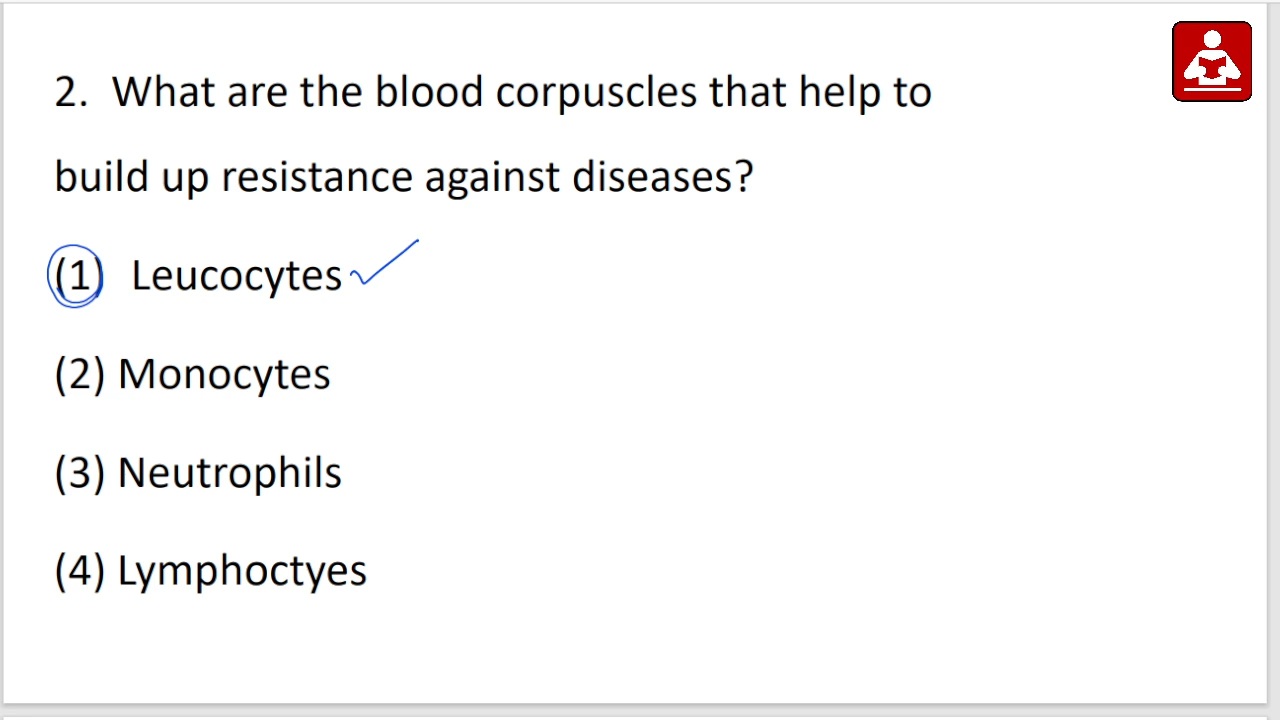 2. What are the blood corpuscles that help to
build up resistance against diseases?
(1) Leucocytes
(2) Monocytes
(3) Neutrophils
(4) Lymphoctyes